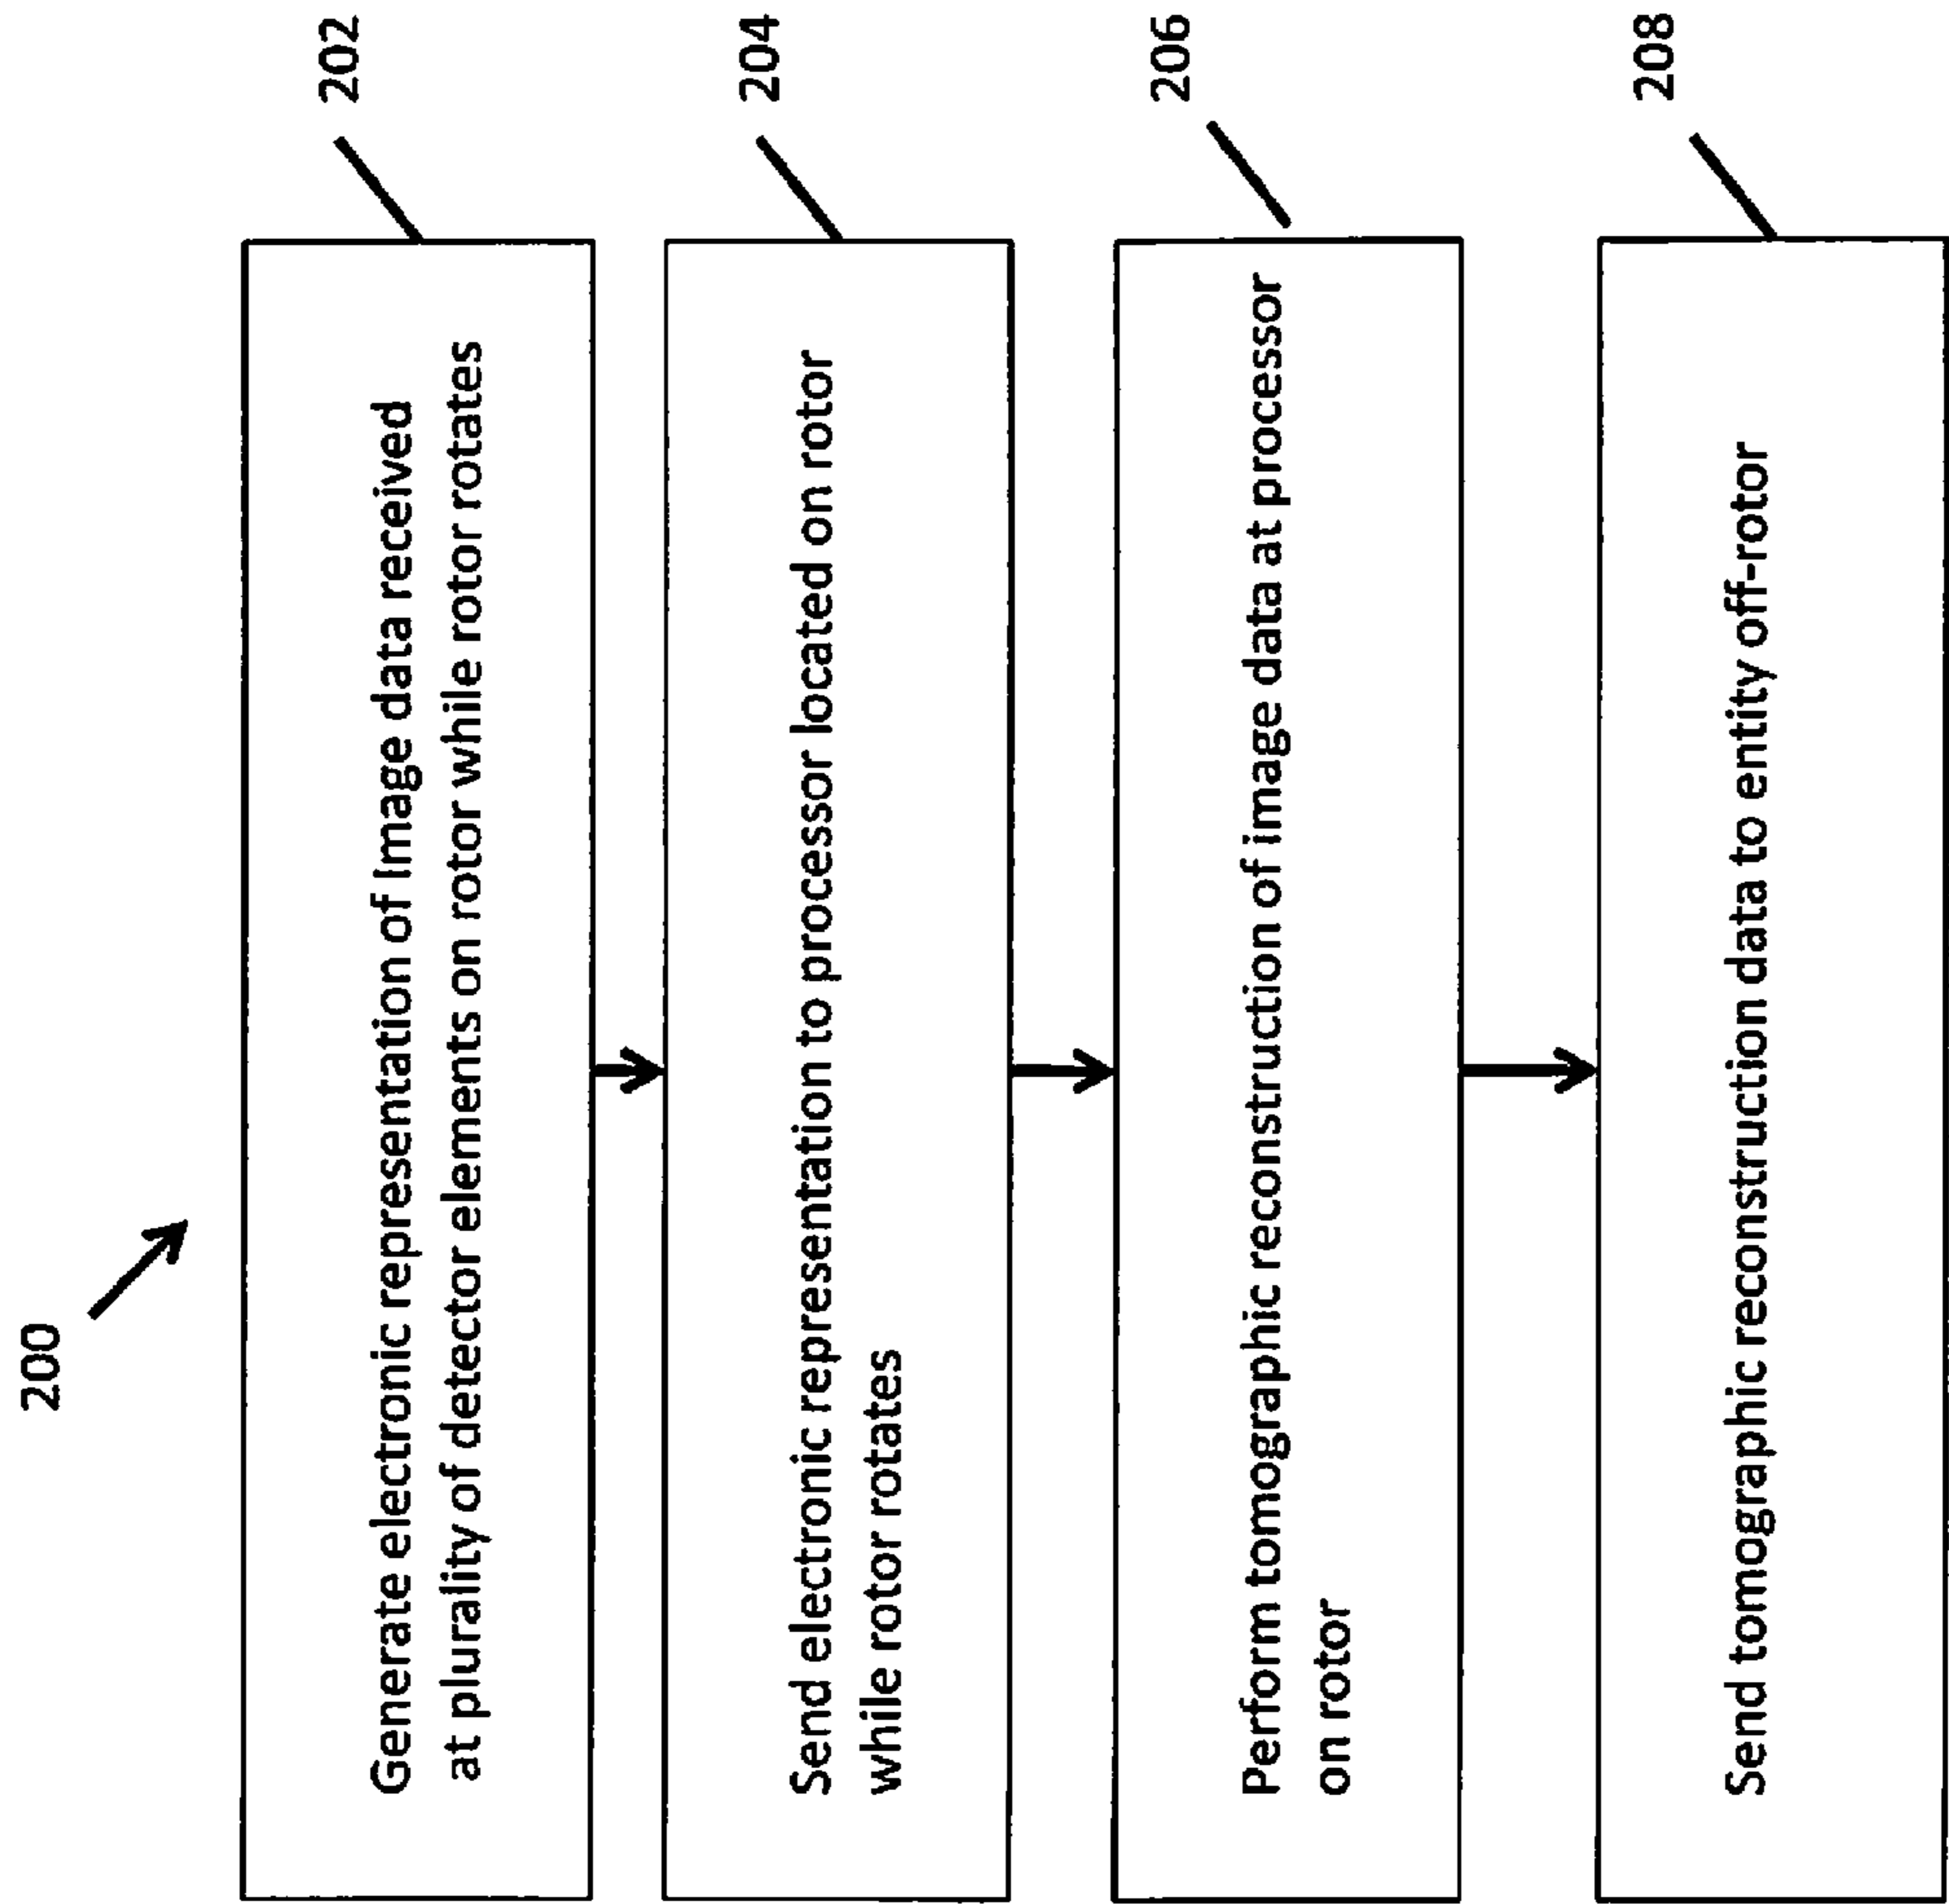 200
Generate electronic representation of image data received
at plurality of detector elements on rotor while rotor rotates
202
Send electronic representation to processor located on rotor
while rotor rotates
204
Perform tomographic reconstruction of image data at processor
on rotor
206
Send tomographic reconstruction data to entity off-rotor
208